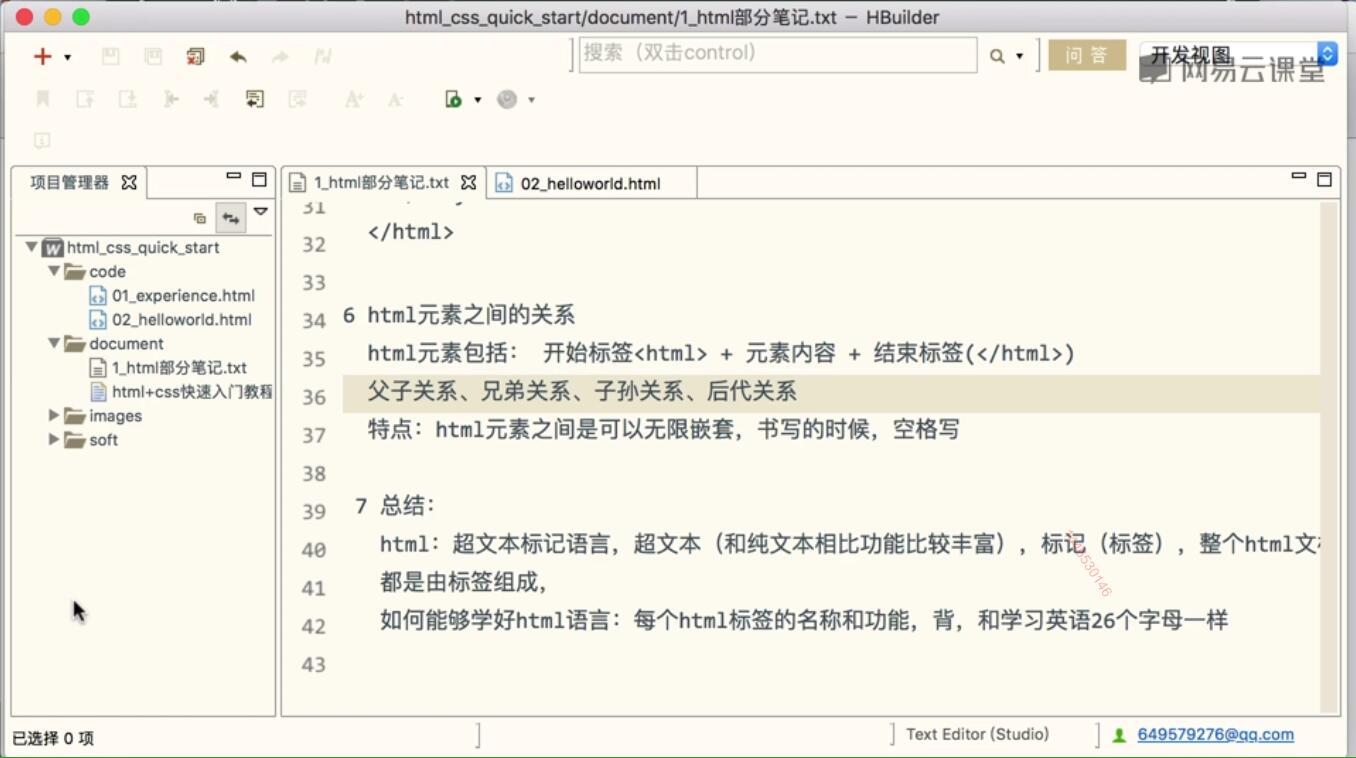 html_css_quick_start/document/1_html部分笔记.txt — HBuilder
搜索（双击control）
问 答
开发视图
网易云课堂
项目管理器
1_html部分笔记.txt
02_helloworld.html
html_css_quick_start
code
01_experience.html
02_helloworld.html
document
1_html部分笔记.txt
html+css快速入门教程
images
soft
31
32 </html>
33
34 6 html元素之间的关系
35 html元素包括： 开始标签<html> + 元素内容 + 结束标签(</html>)
36 父子关系、兄弟关系、子孙关系、后代关系
37 特点：html元素之间是可以无限嵌套，书写的时候，空格写
38
39 7 总结：
40 html：超文本标记语言，超文本（和纯文本相比功能比较丰富），标记（标签），整个html文
41 都是由标签组成，
42 如何能够学好html语言：每个html标签的名称和功能，背，和学习英语26个字母一样
43
已选择 0 项
Text Editor (Studio)
649579276@qq.com